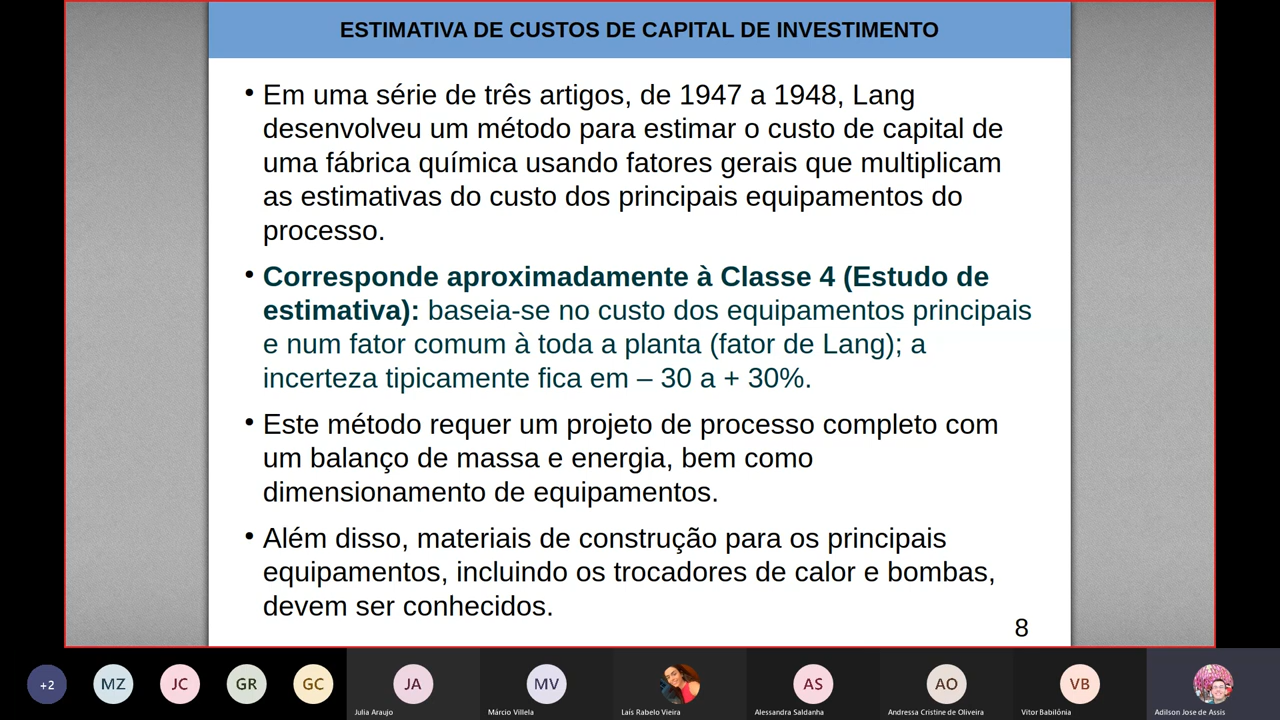 ESTIMATIVA DE CUSTOS DE CAPITAL DE INVESTIMENTO
• Em uma série de três artigos, de 1947 a 1948, Lang
desenvolveu um método para estimar o custo de capital de
uma fábrica química usando fatores gerais que multiplicam
as estimativas do custo dos principais equipamentos do
processo.
• Corresponde aproximadamente à Classe 4 (Estudo de
estimativa): baseia-se no custo dos equipamentos principais
e num fator comum à toda a planta (fator de Lang); a
incerteza tipicamente fica em – 30 a + 30%.
• Este método requer um projeto de processo completo com
um balanço de massa e energia, bem como
dimensionamento de equipamentos.
• Além disso, materiais de construção para os principais
equipamentos, incluindo os trocadores de calor e bombas,
devem ser conhecidos.
8
+2 MZ JC GR GC JA MV AS AO VB
Julia Araujo Márcio Villela Laís Rabelo Vieira Alessandra Saldanha Andressa Cristine de Oliveira Vitor Babilônia Adilson Jose de Assis